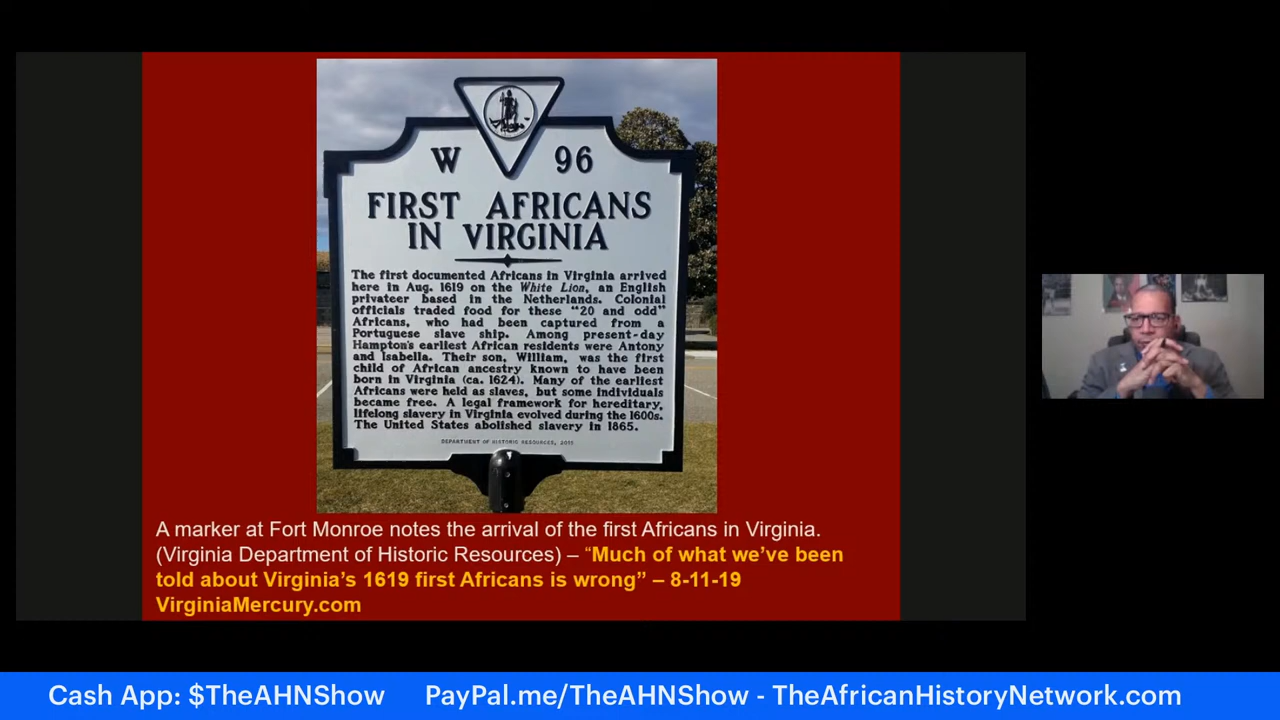 W 96
FIRST AFRICANS
IN VIRGINIA
The first documented Africans in Virginia arrived
here in Aug. 1619 on the White Lion, an English
privateer based in the Netherlands. Colonial
officials traded food for these "20 and odd"
Africans, who had been captured from a
Portuguese slave ship. Among present-day
Hampton's earliest African residents were Antony
and Isabella. Their son, William, was the first
child of African ancestry known to have been
born in Virginia (ca. 1624). Many of the earliest
Africans were held as slaves, but some individuals
became free. A legal framework for hereditary,
lifelong slavery in Virginia evolved during the 1600s.
The United States abolished slavery in 1865.
DEPARTMENT OF HISTORIC RESOURCES, 2015
A marker at Fort Monroe notes the arrival of the first Africans in Virginia.
(Virginia Department of Historic Resources) – “Much of what we’ve been
told about Virginia’s 1619 first Africans is wrong” – 8-11-19
VirginiaMercury.com
Cash App: $TheAHNShow PayPal.me/TheAHNShow - TheAfricanHistoryNetwork.com